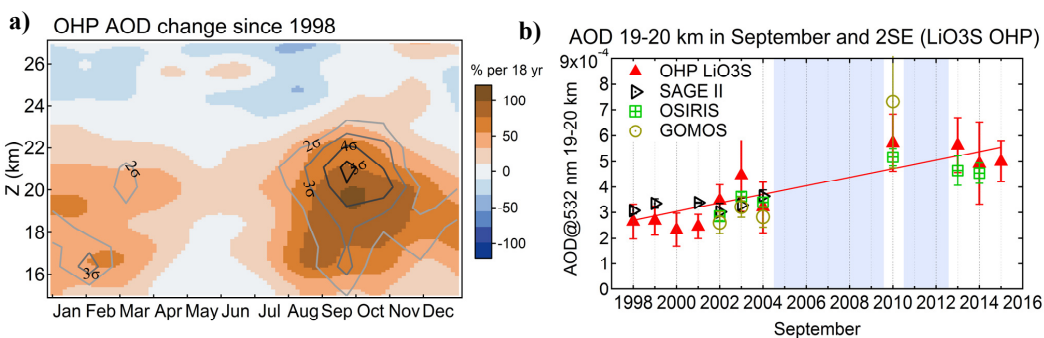 a)
OHP AOD change since 1998
Z (km)
26
24
22
20
18
16
2σ
3σ
2σ
4σ
5σ
3σ
Jan Feb Mar Apr May Jun Jul Aug Sep Oct Nov Dec
% per 18 yr
100
50
0
-50
-100
b)
AOD 19-20 km in September and 2SE (LiO3S OHP)
AOD@532 nm 19-20 km
9x10⁻⁴
8
7
6
5
4
3
2
1
0
OHP LiO3S
SAGE II
OSIRIS
GOMOS
1998 2000 2002 2004 2006 2008 2010 2012 2014 2016
September